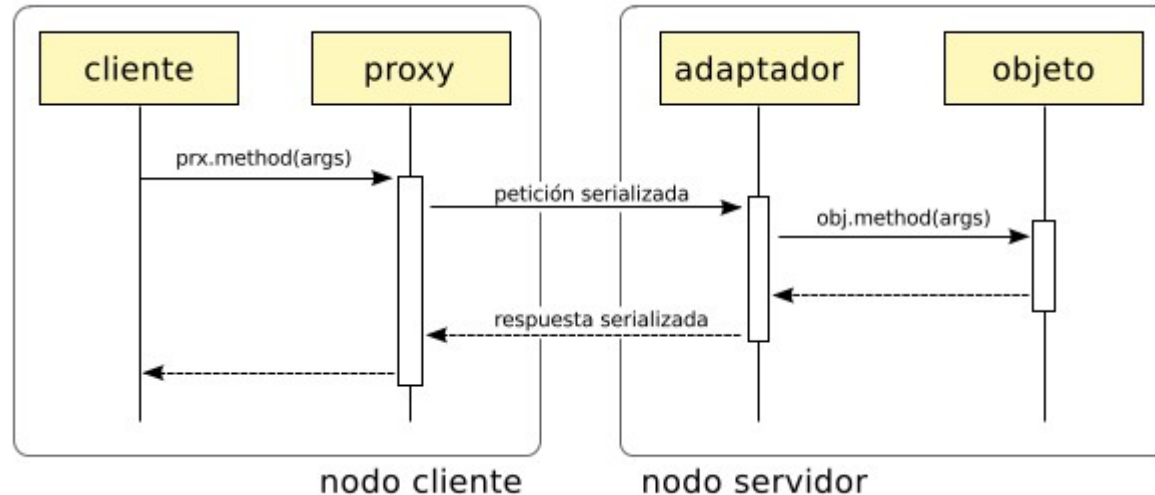 cliente
proxy
adaptador
objeto
prx.method(args)
petición serializada
obj.method(args)
respuesta serializada
nodo cliente
nodo servidor